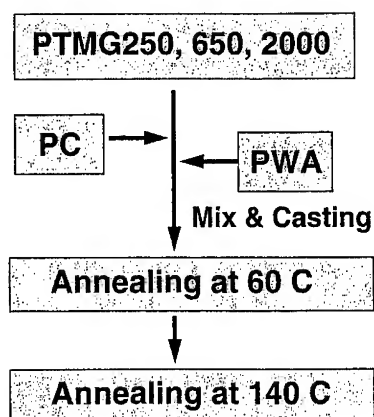 PTMG250, 650, 2000
PC
PWA
Mix & Casting
Annealing at 60 C
Annealing at 140 C